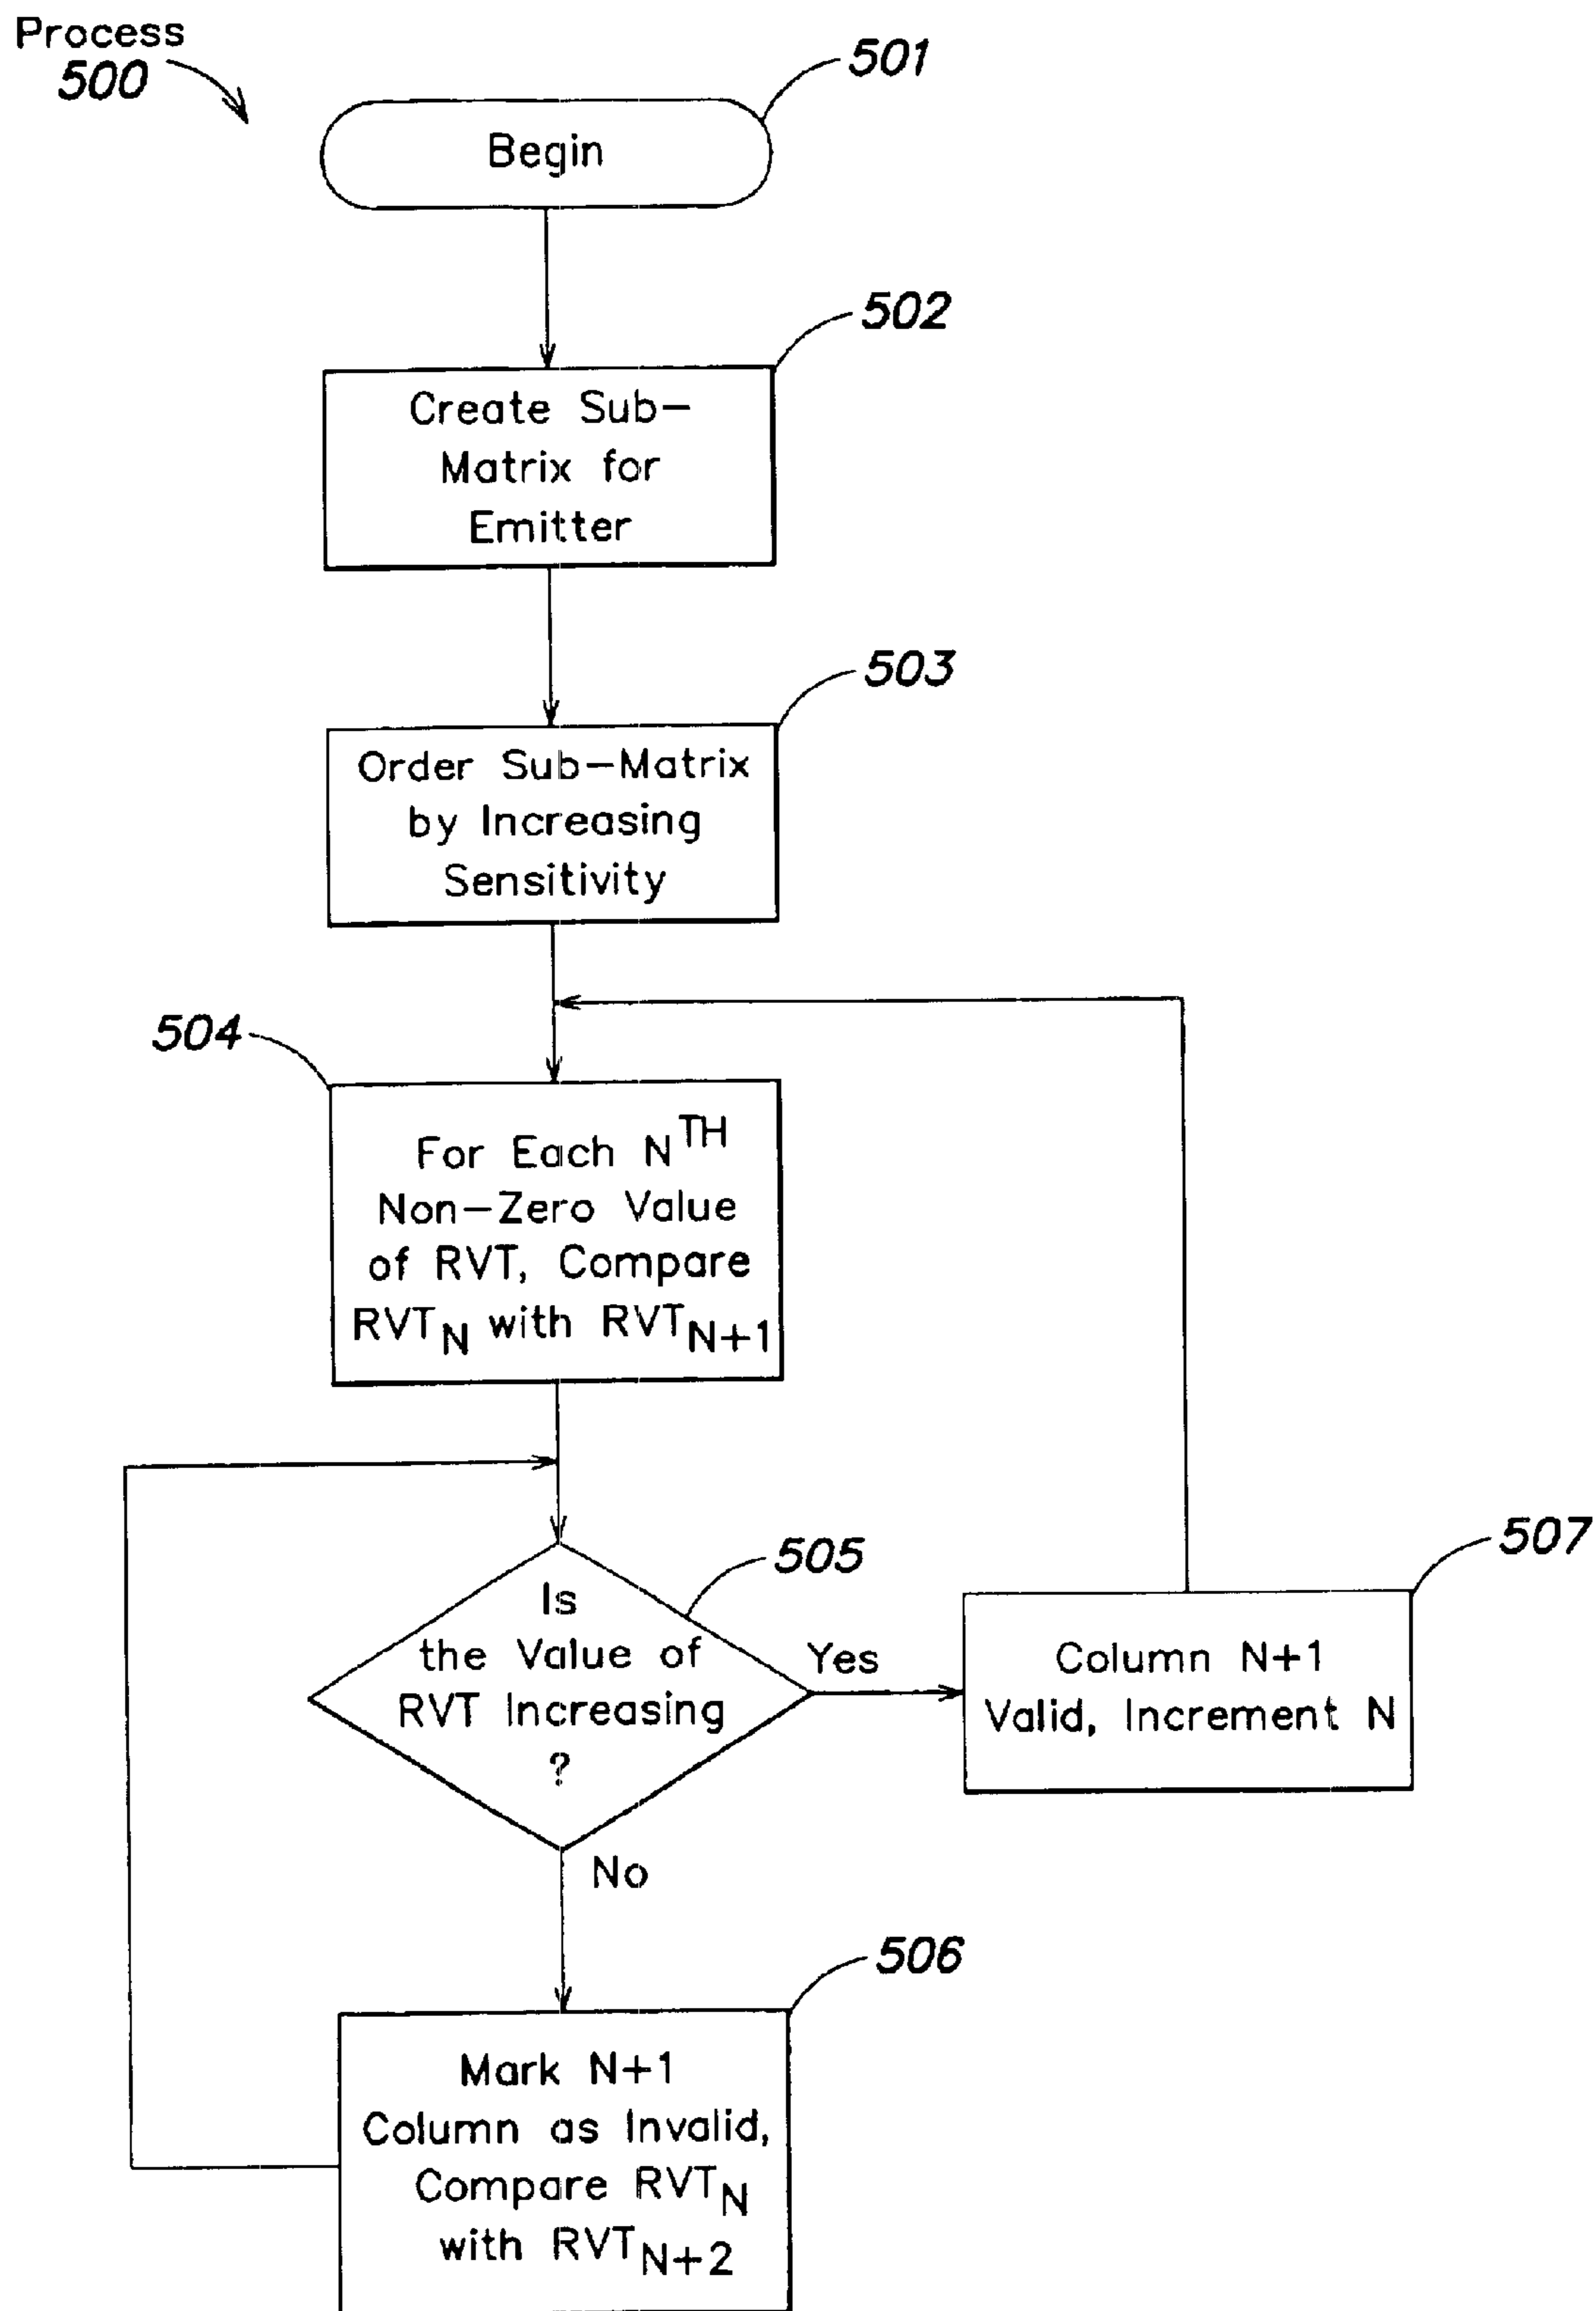 Process
500
501
Begin
502
Create Sub-
Matrix for
Emitter
503
Order Sub-Matrix
by Increasing
Sensitivity
504
For Each N^TH
Non-Zero Value
of RVT, Compare
RVT_N with RVT_N+1
505
Is
the Value of
RVT Increasing
?
Yes
507
Column N+1
Valid, Increment N
No
506
Mark N+1
Column as Invalid,
Compare RVT_N
with RVT_N+2